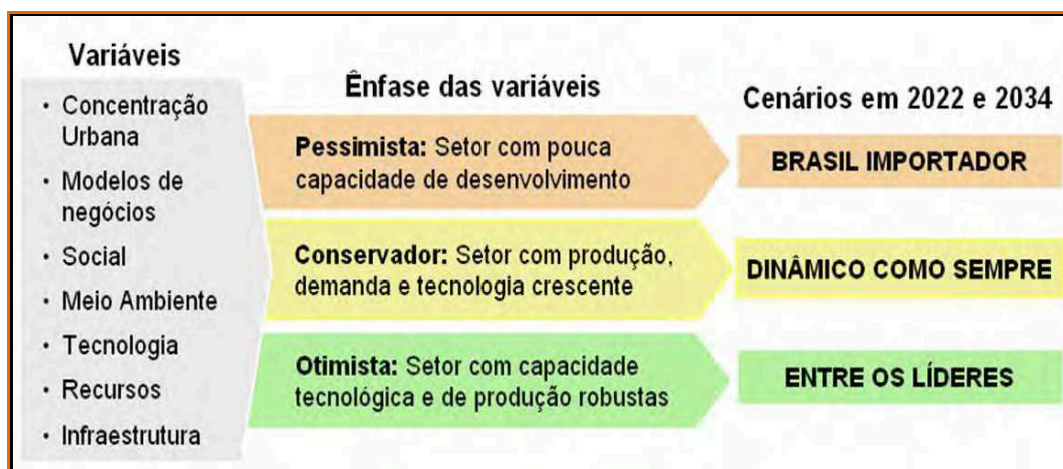 Variáveis
• Concentração
Urbana
• Modelos de
negócios
• Social
• Meio Ambiente
• Tecnologia
• Recursos
• Infraestrutura
Ênfase das variáveis
Pessimista: Setor com pouca
capacidade de desenvolvimento
Conservador: Setor com produção,
demanda e tecnologia crescente
Otimista: Setor com capacidade
tecnológica e de produção robustas
Cenários em 2022 e 2034
BRASIL IMPORTADOR
DINÂMICO COMO SEMPRE
ENTRE OS LÍDERES